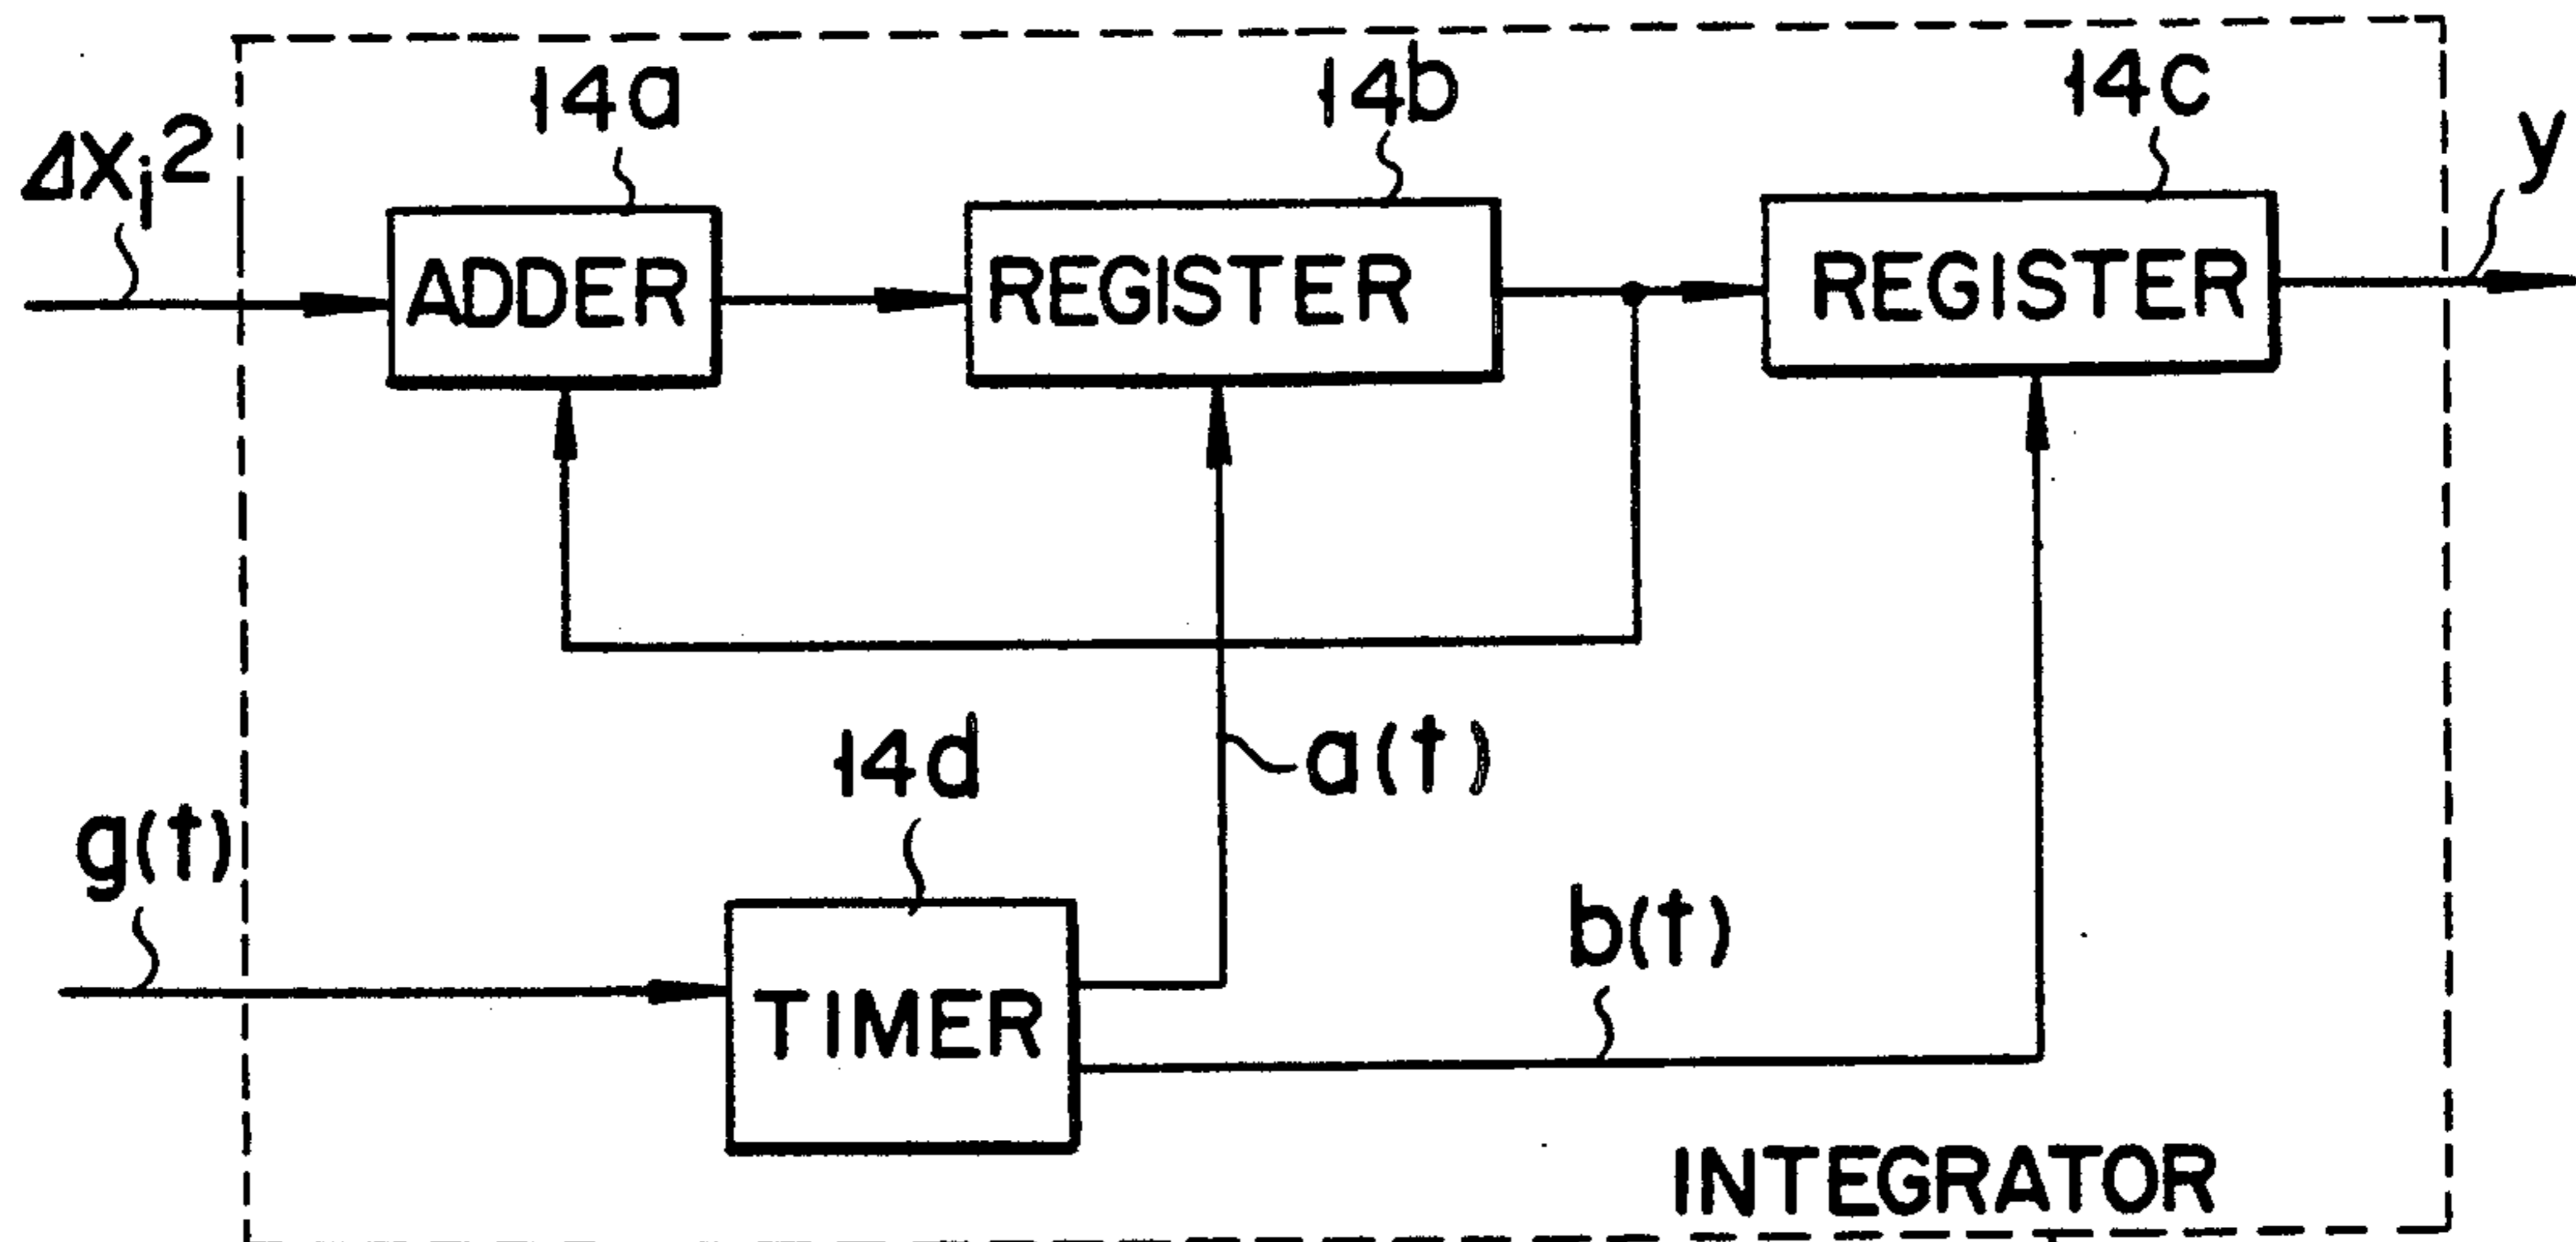 14a
14b
14c
ΔXi²
y
ADDER
REGISTER
REGISTER
14d
a(t)
g(t)
b(t)
TIMER
INTEGRATOR